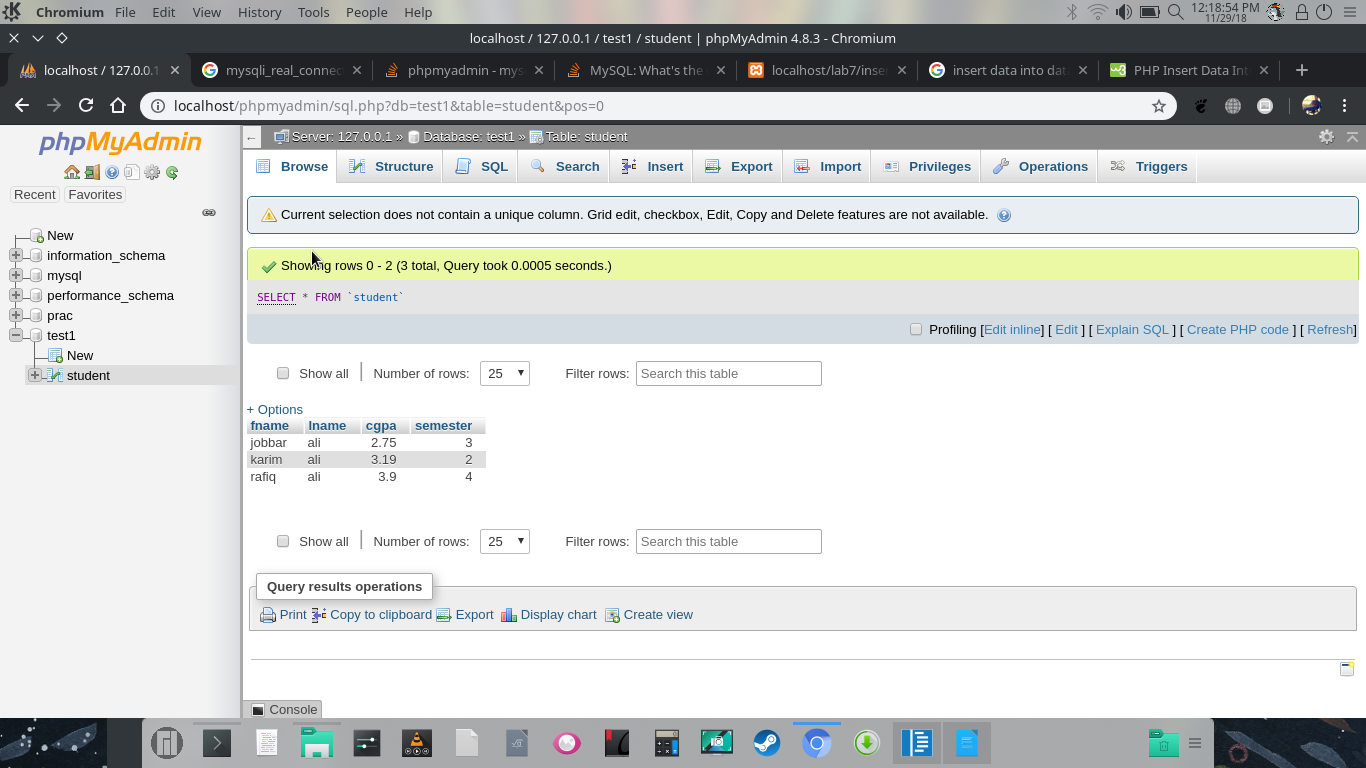 Chromium File Edit View History Tools People Help 12:18:54 PM
11/29/18
localhost / 127.0.0.1 / test1 / student | phpMyAdmin 4.8.3 - Chromium
localhost / 127.0.0.1 mysqli_real_connec phpmyadmin - mys MySQL: What's the localhost/lab7/inser insert data into dat PHP Insert Data Int
localhost/phpmyadmin/sql.php?db=test1&table=student&pos=0
phpMyAdmin
Recent Favorites
New
information_schema
mysql
performance_schema
prac
test1
New
student
Server: 127.0.0.1 » Database: test1 » Table: student
Browse Structure SQL Search Insert Export Import Privileges Operations Triggers
Current selection does not contain a unique column. Grid edit, checkbox, Edit, Copy and Delete features are not available.
Showing rows 0 - 2 (3 total, Query took 0.0005 seconds.)
SELECT * FROM `student`
Profiling [Edit inline] [ Edit ] [ Explain SQL ] [ Create PHP code ] [ Refresh]
Show all | Number of rows: 25 Filter rows: Search this table
+ Options
fname lname cgpa semester
jobbar ali 2.75 3
karim ali 3.19 2
rafiq ali 3.9 4
Show all | Number of rows: 25 Filter rows: Search this table
Query results operations
Print Copy to clipboard Export Display chart Create view
Console